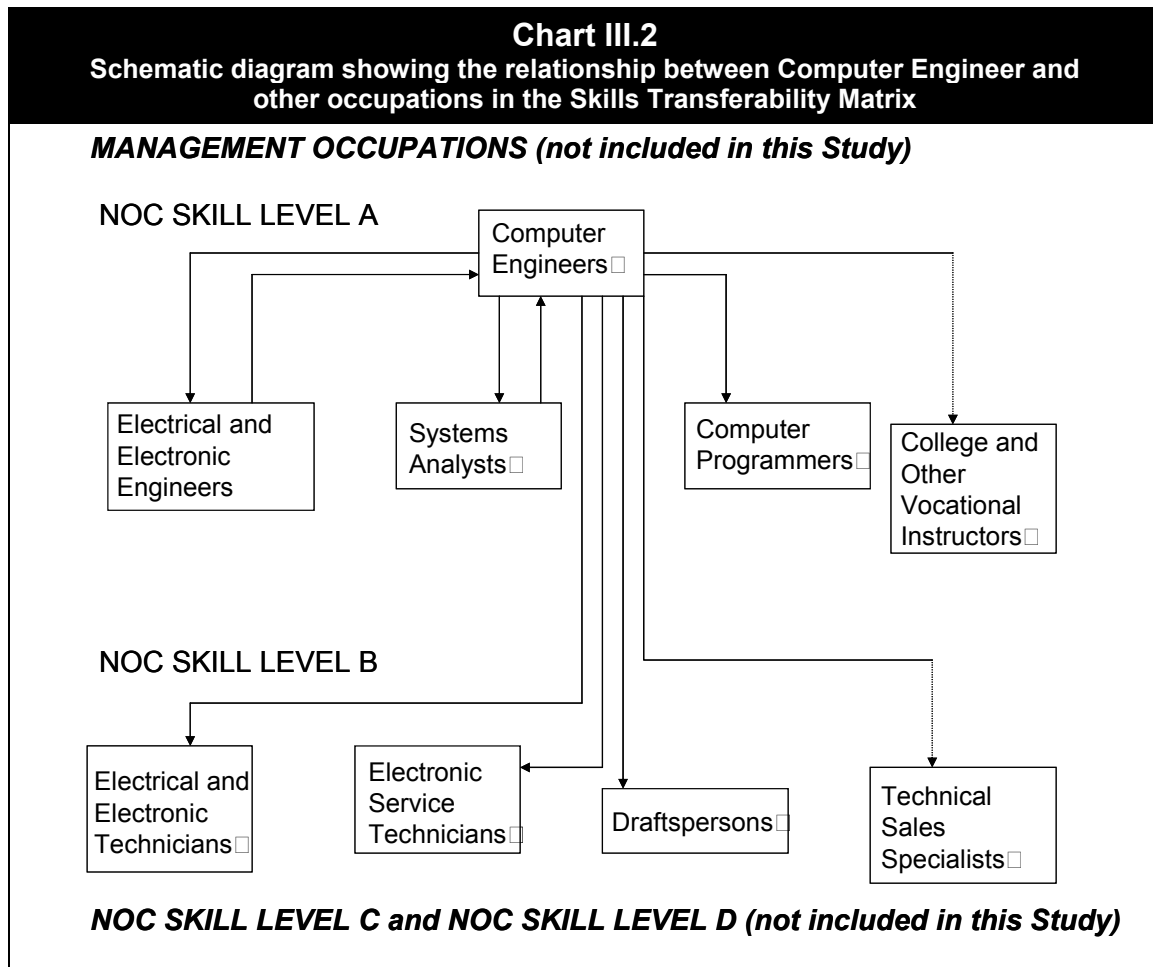 Chart III.2
Schematic diagram showing the relationship between Computer Engineer and
other occupations in the Skills Transferability Matrix
MANAGEMENT OCCUPATIONS (not included in this Study)
NOC SKILL LEVEL A
Computer
Engineers□
Electrical and
Electronic
Engineers
Systems
Analysts□
Computer
Programmers□
College and
Other
Vocational
Instructors□
NOC SKILL LEVEL B
Electrical and
Electronic
Technicians□
Electronic
Service
Technicians□
Draftspersons□
Technical
Sales
Specialists□
NOC SKILL LEVEL C and NOC SKILL LEVEL D (not included in this Study)